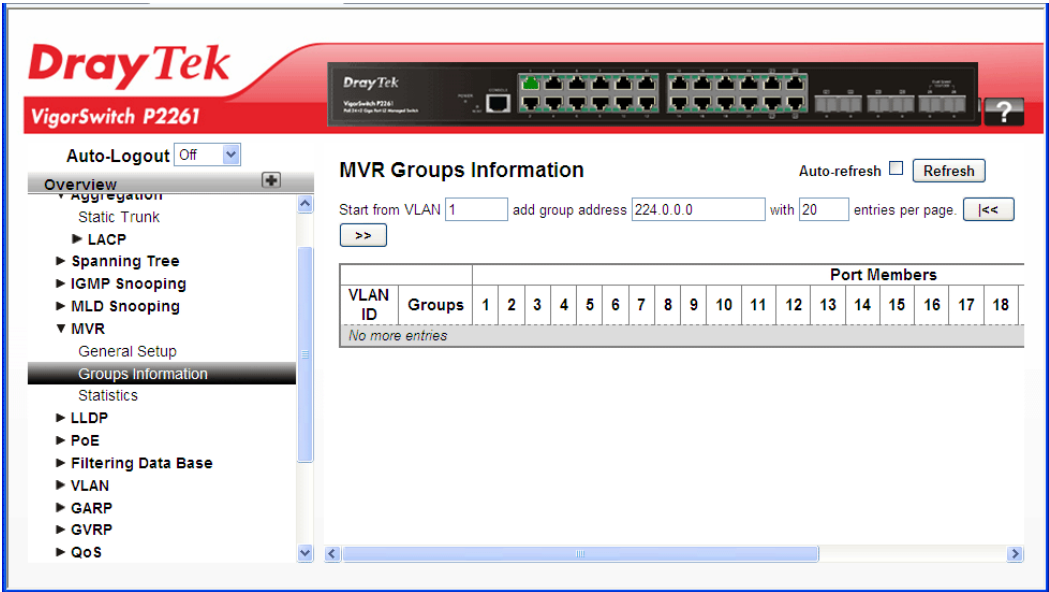 DrayTek
VigorSwitch P2261
DrayTek
VigorSwitch P2261
POWER
CONSOLE
Auto-Logout Off
Overview
Aggregation
Static Trunk
LACP
Spanning Tree
IGMP Snooping
MLD Snooping
MVR
General Setup
Groups Information
Statistics
LLDP
PoE
Filtering Data Base
VLAN
GARP
GVRP
QoS
?
MVR Groups Information
Auto-refresh Refresh
Start from VLAN 1 add group address 224.0.0.0 with 20 entries per page. |<<
>>
Port Members
VLAN ID Groups 1 2 3 4 5 6 7 8 9 10 11 12 13 14 15 16 17 18
No more entries